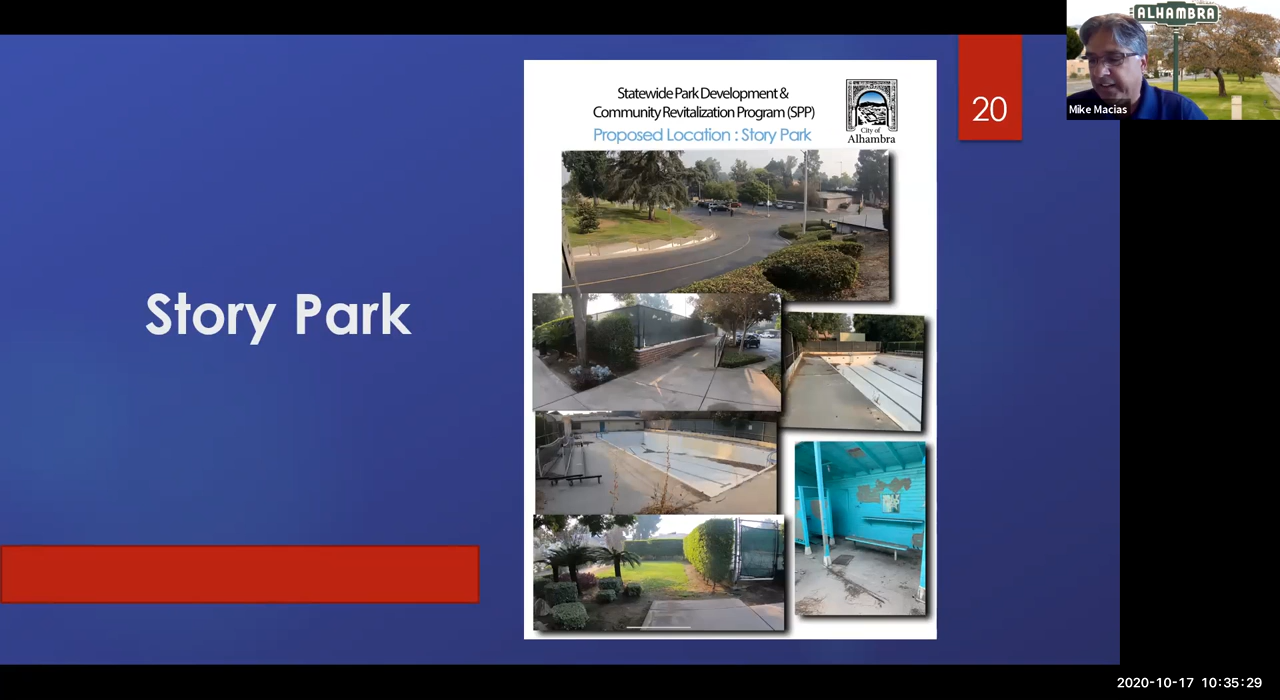 Story Park
Statewide Park Development &
Community Revitalization Program (SPP)
Proposed Location : Story Park
City of
Alhambra
20
ALHAMBRA
Mike Macias
2020-10-17 10:35:29